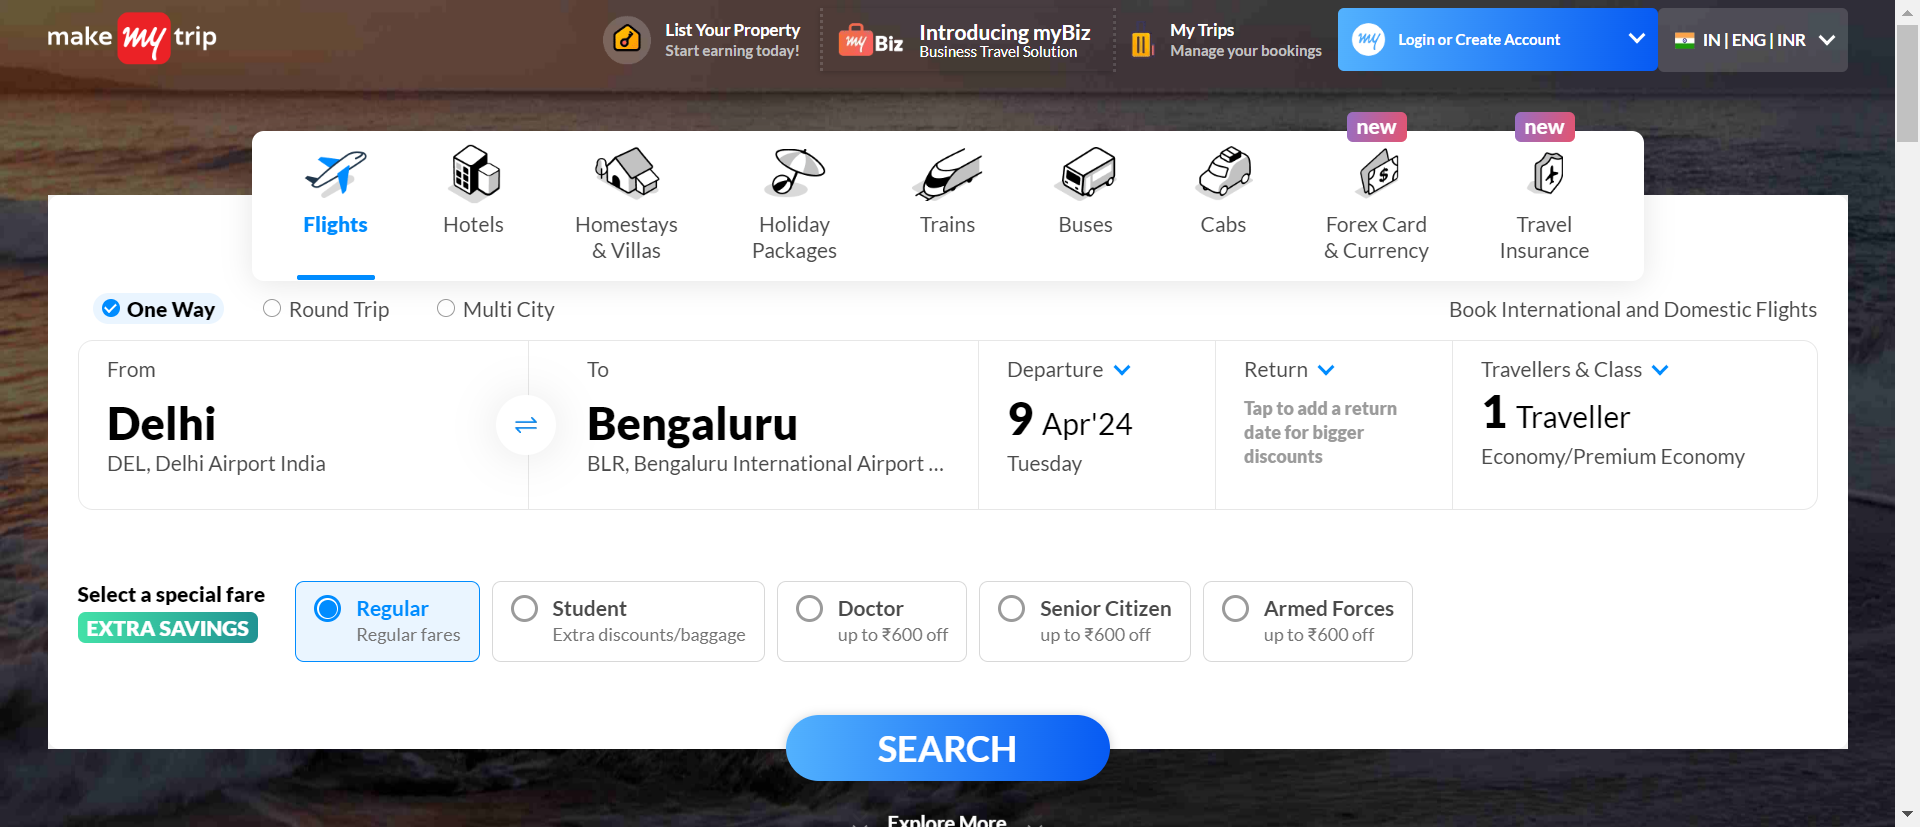 make my trip
List Your Property
Start earning today!
my Biz
Introducing myBiz
Business Travel Solution
My Trips
Manage your bookings
my
Login or Create Account
IN | ENG | INR
new
new
Flights
Hotels
Homestays
& Villas
Holiday
Packages
Trains
Buses
Cabs
Forex Card
& Currency
Travel
Insurance
One Way
Round Trip
Multi City
Book International and Domestic Flights
From
Delhi
DEL, Delhi Airport India
To
Bengaluru
BLR, Bengaluru International Airport ...
Departure
9 Apr'24
Tuesday
Return
Tap to add a return
date for bigger
discounts
Travellers & Class
1 Traveller
Economy/Premium Economy
Select a special fare
EXTRA SAVINGS
Regular
Regular fares
Student
Extra discounts/baggage
Doctor
up to ₹600 off
Senior Citizen
up to ₹600 off
Armed Forces
up to ₹600 off
SEARCH
Explore More